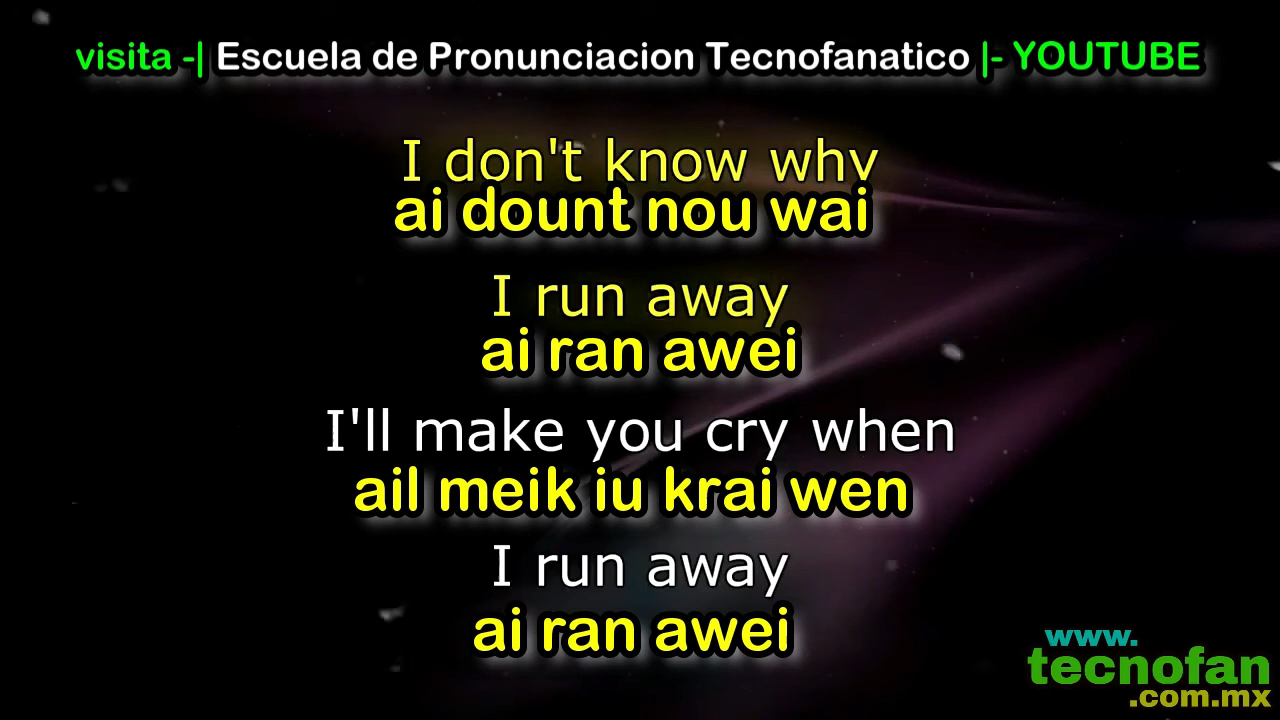 visita -| Escuela de Pronunciacion Tecnofanatico |- YOUTUBE
I don't know why
ai dount nou wai
I run away
ai ran awei
I'll make you cry when
ail meik iu krai wen
I run away
ai ran awei
www.
tecnofan
.com.mx